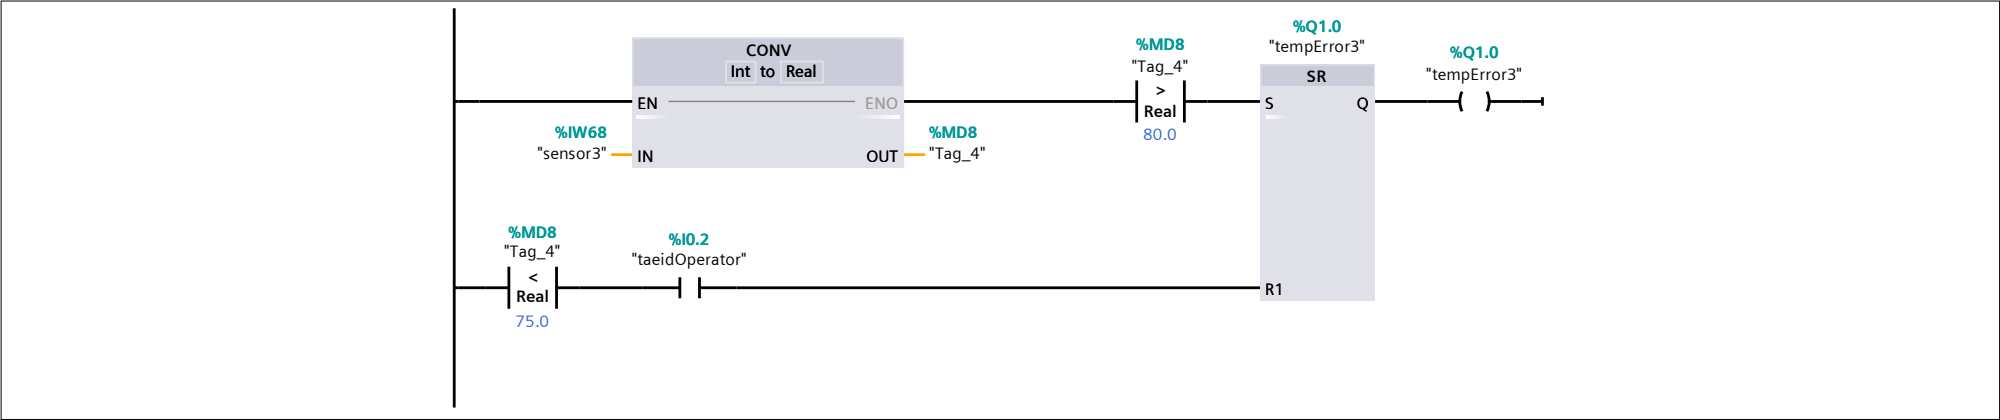 CONV
Int to Real
EN
ENO
%IW68
"sensor3"
IN
OUT
%MD8
"Tag_4"
%MD8
"Tag_4"
>
Real
80.0
%Q1.0
"tempError3"
SR
S
Q
R1
%Q1.0
"tempError3"
%MD8
"Tag_4"
<
Real
75.0
%I0.2
"taeidOperator"